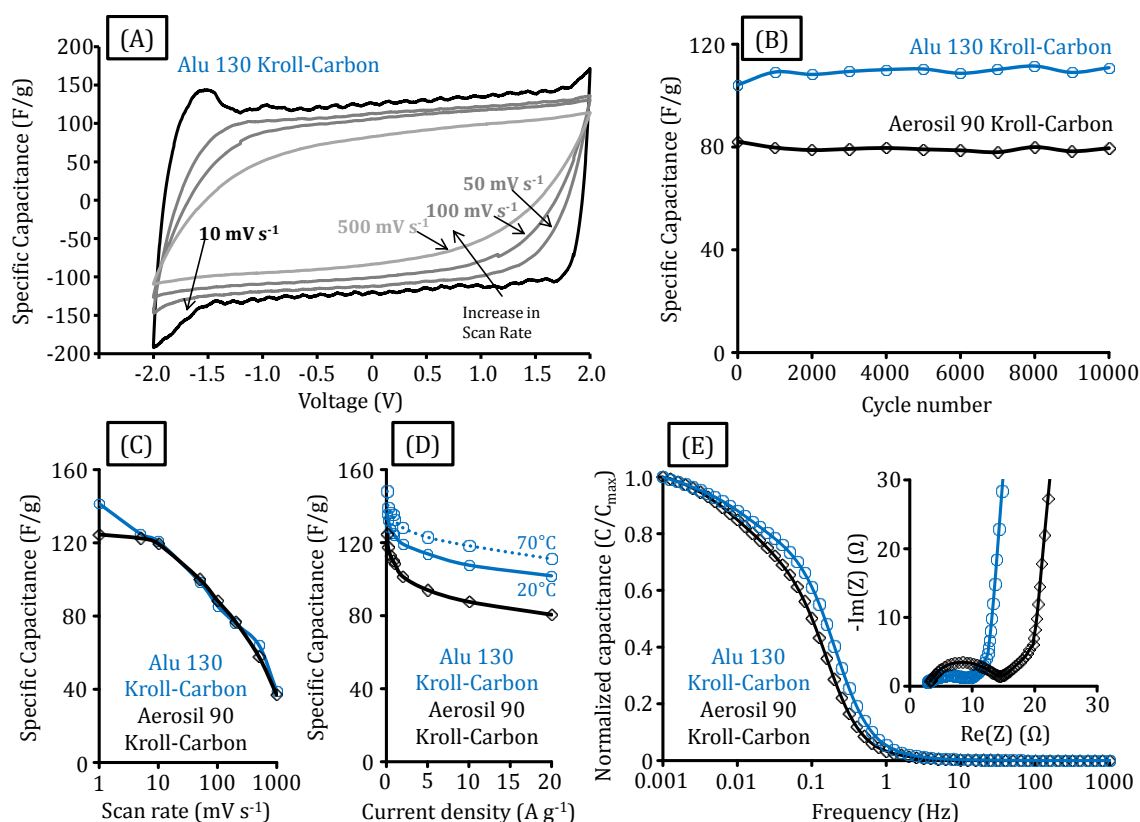 (A)
Specific Capacitance (F/g)
200
150
100
50
0
-50
-100
-150
-200
Alu 130 Kroll-Carbon
10 mV s-1
500 mV s-1
100 mV s-1
50 mV s-1
Increase in
Scan Rate
-2.0
-1.5
-1.0
-0.5
0
0.5
1.0
1.5
2.0
Voltage (V)
(B)
Specific Capacitance (F/g)
120
80
40
0
Alu 130 Kroll-Carbon
Aerosil 90 Kroll-Carbon
0
2000
4000
6000
8000
10000
Cycle number
(C)
Specific Capacitance (F/g)
160
120
80
40
0
Alu 130
Kroll-Carbon
Aerosil 90
Kroll-Carbon
1
10
100
1000
Scan rate (mV s-1)
(D)
Specific Capacitance (F/g)
160
120
80
40
0
70°C
20°C
Alu 130
Kroll-Carbon
Aerosil 90
Kroll-Carbon
0
5
10
15
20
Current density (A g-1)
(E)
Normalized capacitance (C/Cmax)
1.0
0.8
0.6
0.4
0.2
0.0
Alu 130
Kroll-Carbon
Aerosil 90
Kroll-Carbon
0.001
0.01
0.1
1
10
100
1000
Frequency (Hz)
-Im(Z) (Ω)
30
20
10
0
0
10
20
30
Re(Z) (Ω)